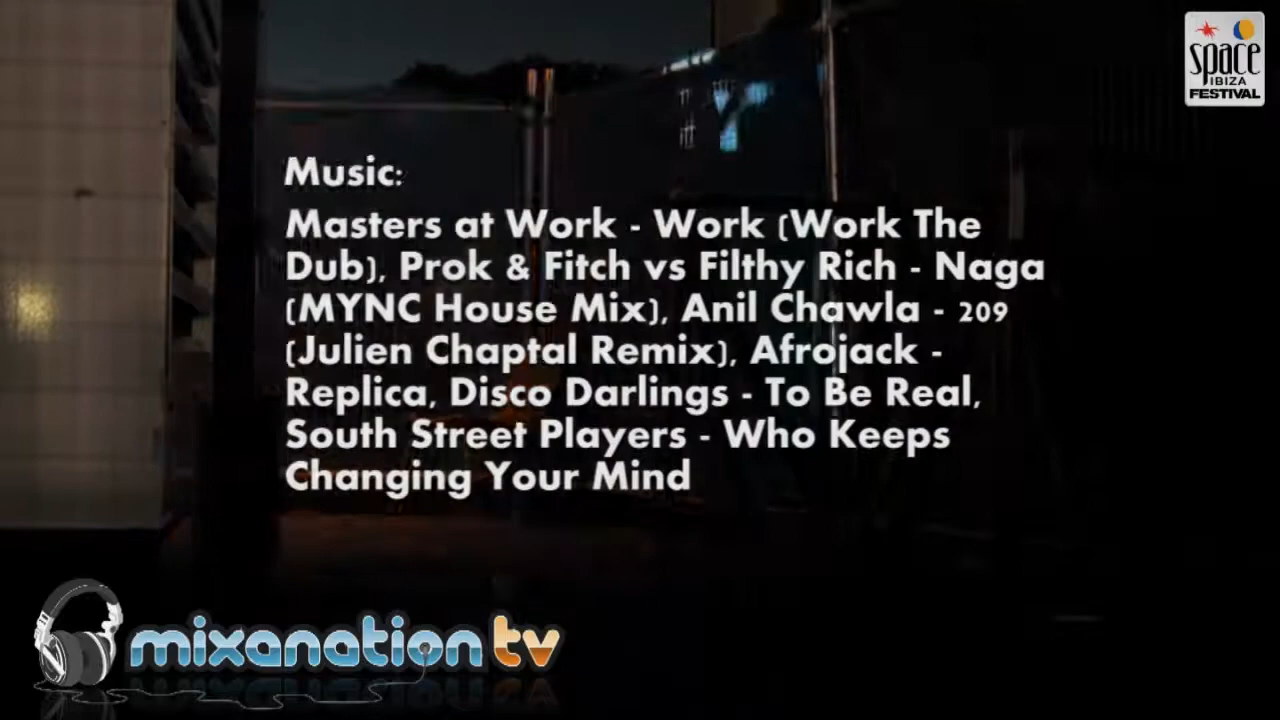 space
IBIZA
FESTIVAL
Music:
Masters at Work - Work (Work The
Dub), Prok & Fitch vs Filthy Rich - Naga
(MYNC House Mix), Anil Chawla - 209
(Julien Chaptal Remix), Afrojack -
Replica, Disco Darlings - To Be Real,
South Street Players - Who Keeps
Changing Your Mind
mixanation tv